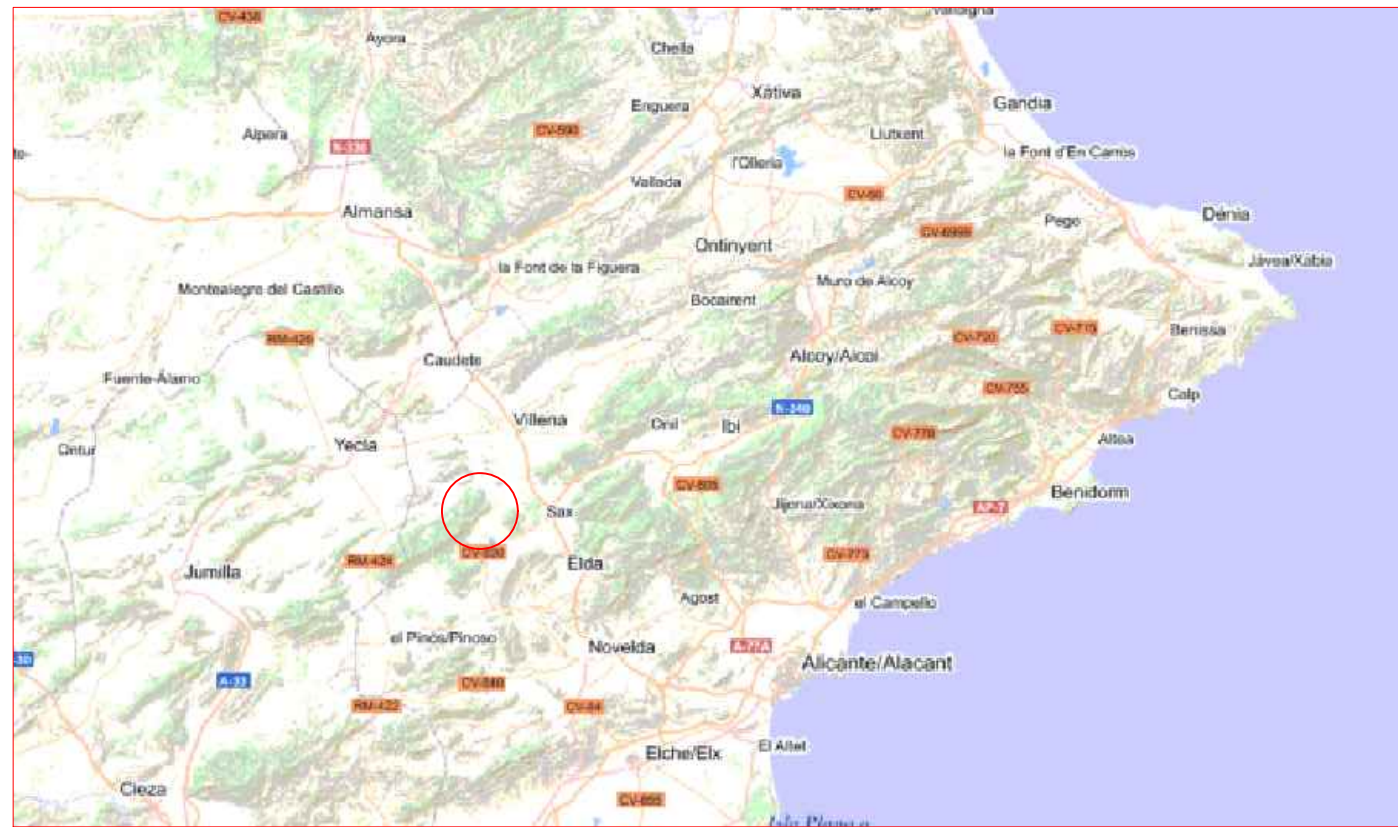 CV-436
Valldigna
Ayora
Chella
Xàtiva
Gandia
Enguera
Alpera
CV-590
Llutxent
N-330
la Font d'En Carròs
l'Olleria
Vallada
CV-60
Almansa
Dénia
Pego
Ontinyent
Jávea/Xàbia
la Font de la Figuera
Muro de Alcoy
Montealegre del Castillo
Bocairent
Benissa
CV-720
CV-715
Alcoy/Alcoi
Caudete
Fuente-Álamo
CV-755
Calp
N-340
Villena
Onil
Ibi
CV-770
Altea
Yecla
Ontur
CV-805
Benidorm
Jijona/Xixona
AP-7
Sax
CV-773
RM-424
Elda
Jumilla
Agost
el Campello
el Pinós/Pinoso
Novelda
A-77A
Alicante/Alacant
A-33
CV-840
RM-422
CV-84
Elche/Elx
El Altet
Cieza
CV-855